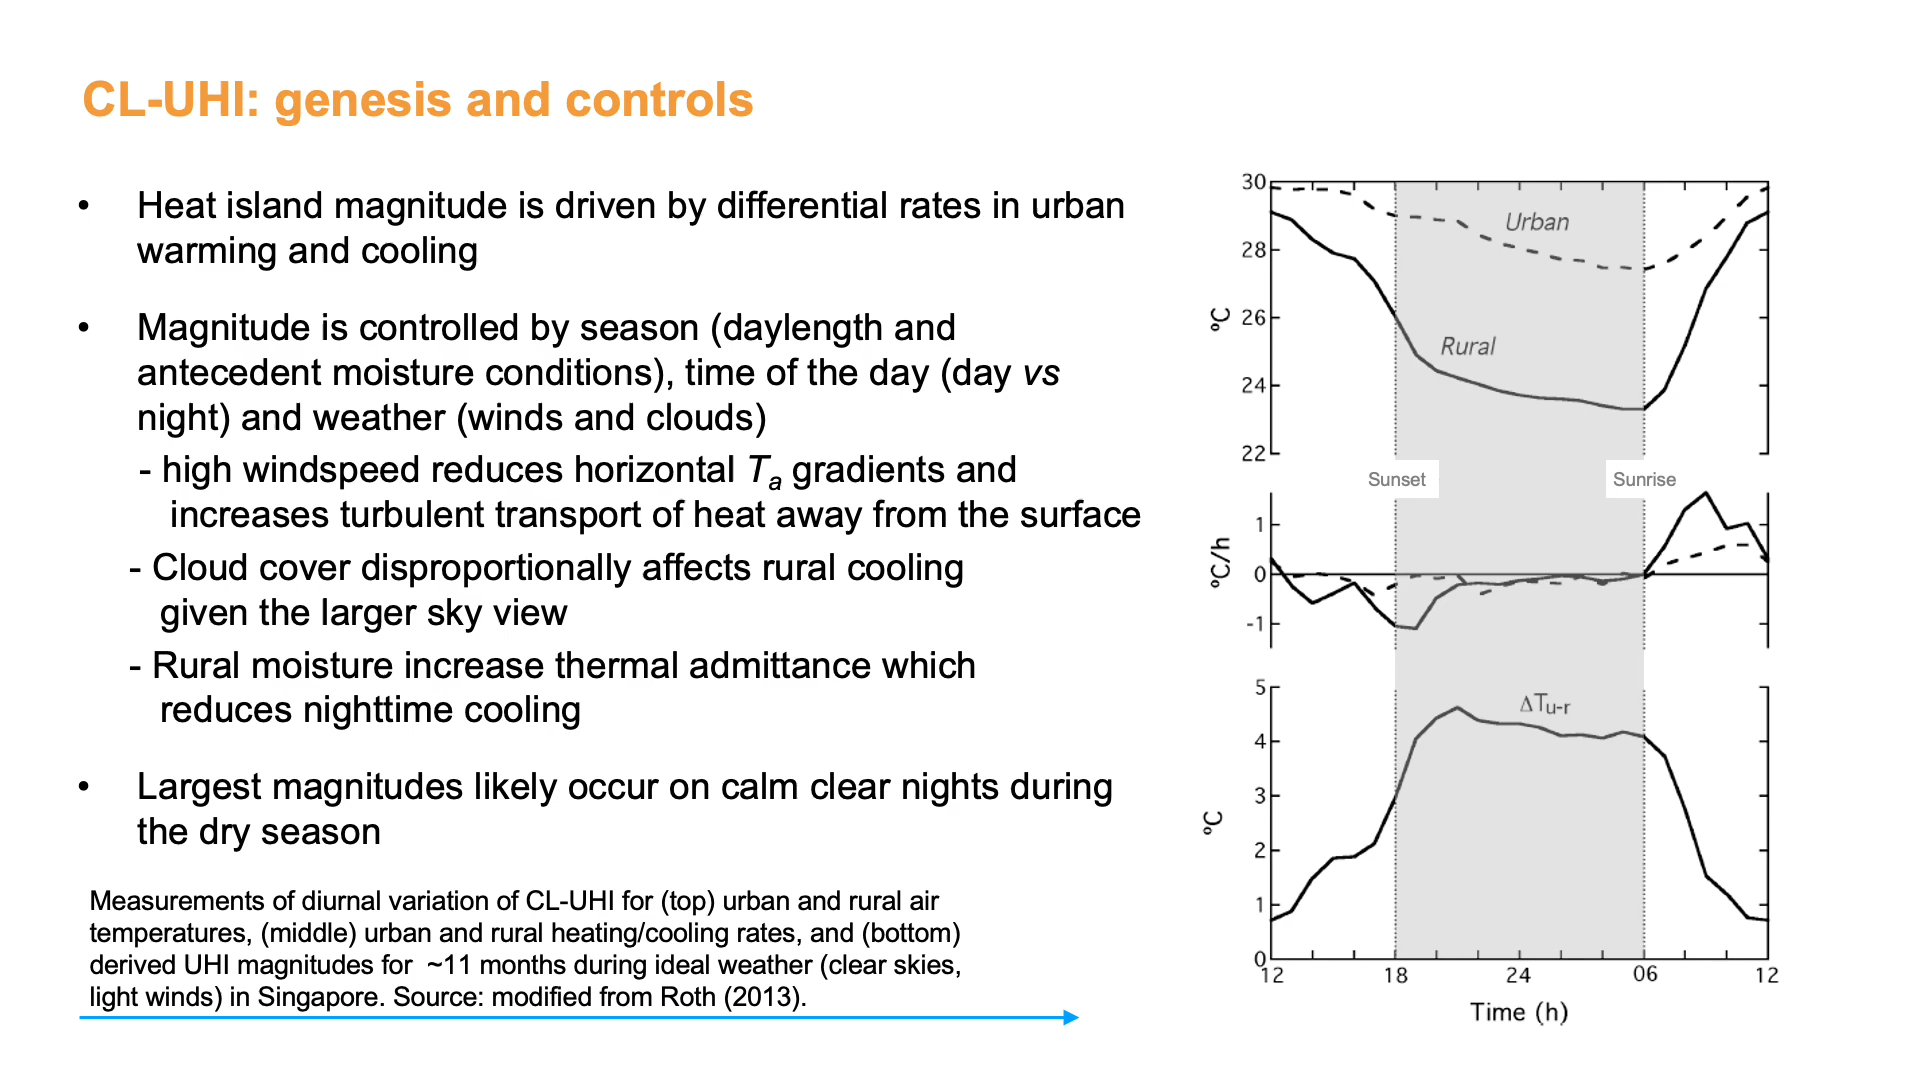 CL-UHI: genesis and controls
• Heat island magnitude is driven by differential rates in urban
warming and cooling
• Magnitude is controlled by season (daylength and
antecedent moisture conditions), time of the day (day vs
night) and weather (winds and clouds)
- high windspeed reduces horizontal Ta gradients and
increases turbulent transport of heat away from the surface
- Cloud cover disproportionally affects rural cooling
given the larger sky view
- Rural moisture increase thermal admittance which
reduces nighttime cooling
• Largest magnitudes likely occur on calm clear nights during
the dry season
Measurements of diurnal variation of CL-UHI for (top) urban and rural air
temperatures, (middle) urban and rural heating/cooling rates, and (bottom)
derived UHI magnitudes for ~11 months during ideal weather (clear skies,
light winds) in Singapore. Source: modified from Roth (2013).
30
28
26
24
22
ºC
Urban
Rural
Sunset
Sunrise
1
0
-1
ºC/h
5
4
3
2
1
0
ºC
ΔTu-r
12
18
24
06
12
Time (h)